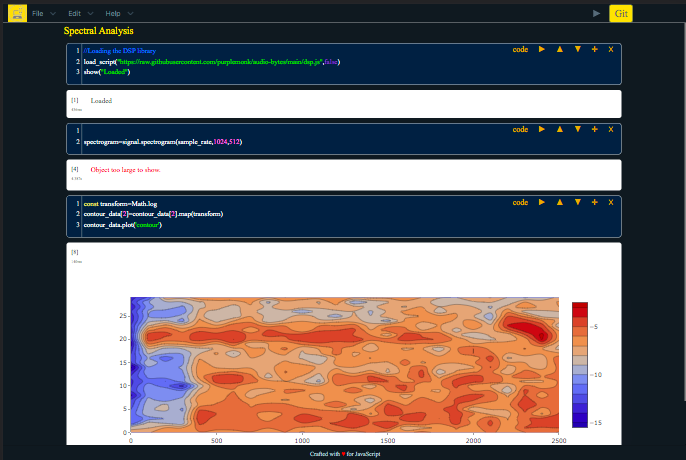 File Edit Help Git
Spectral Analysis
1 //Loading the DSP library
2 load_script("https://raw.githubusercontent.com/purplemonk/audio-bytes/main/dsp.js",false)
3 show("Loaded")
code X
[1] Loaded
1
2 spectrogram=signal.spectrogram(sample_rate,1024,512)
code X
[4] Object too large to show.
1 const transform=Math.log
2 contour_data[2]=contour_data[2].map(transform)
3 contour_data.plot('contour')
code X
25
20
15
10
5
0
0 500 1000 1500 2000 2500
−5
−10
−15
Crafted with ♥ for JavaScript